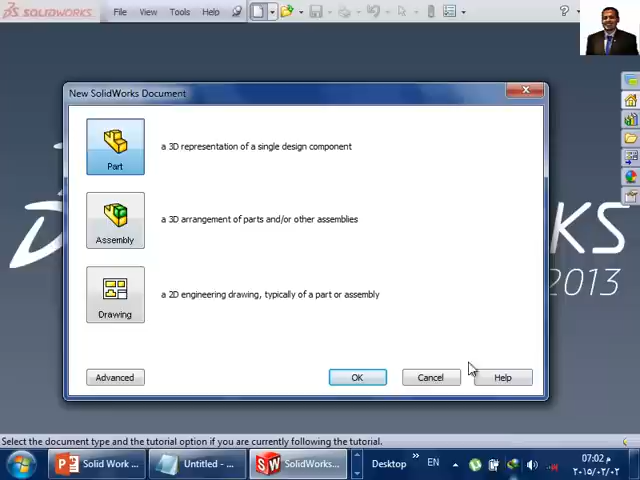 SOLIDWORKS File View Tools Help ?
New SolidWorks Document
Part a 3D representation of a single design component
Assembly a 3D arrangement of parts and/or other assemblies
Drawing a 2D engineering drawing, typically of a part or assembly
WORKS
2013
Advanced OK Cancel Help
Select the document type and the tutorial option if you are currently following the tutorial.
Solid Work ... Untitled - ... SolidWorks... Desktop » EN 07:02 م
٢٠١٥/٠٢/٠٢